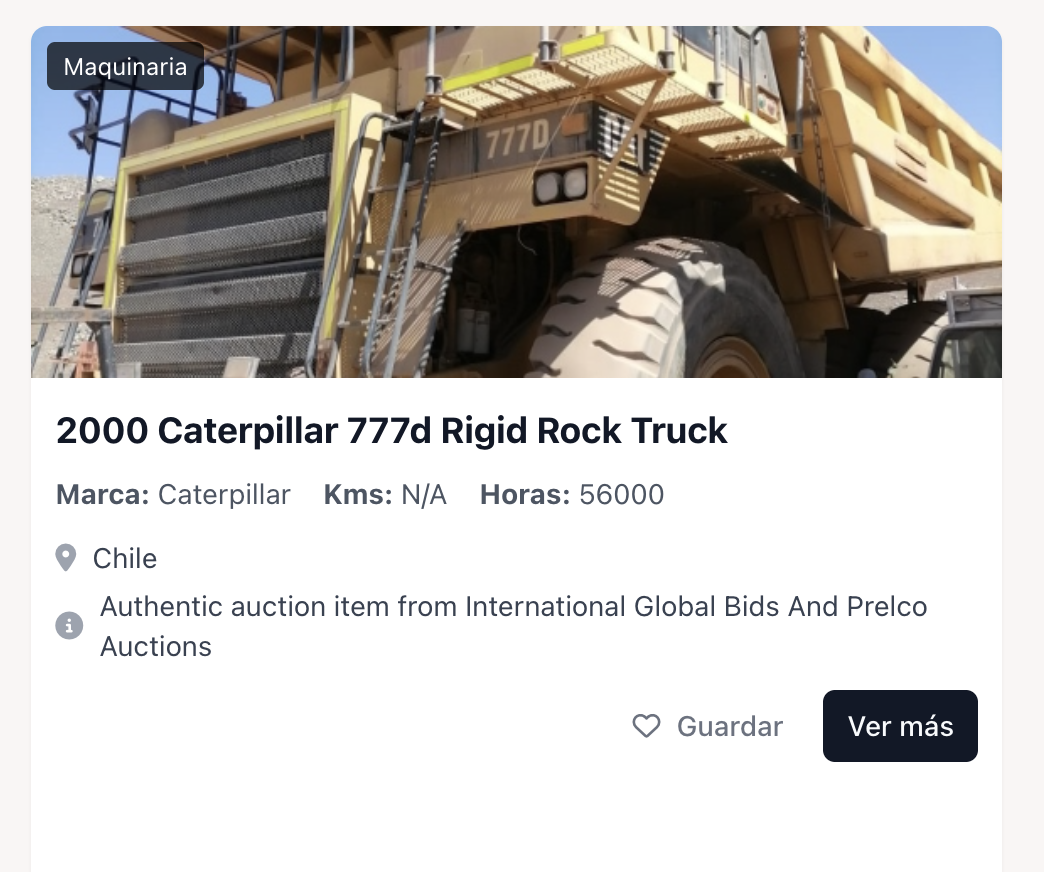 Maquinaria
777D
CAT
2000 Caterpillar 777d Rigid Rock Truck
Marca: Caterpillar Kms: N/A Horas: 56000
Chile
Authentic auction item from International Global Bids And Prelco
Auctions
Guardar
Ver más